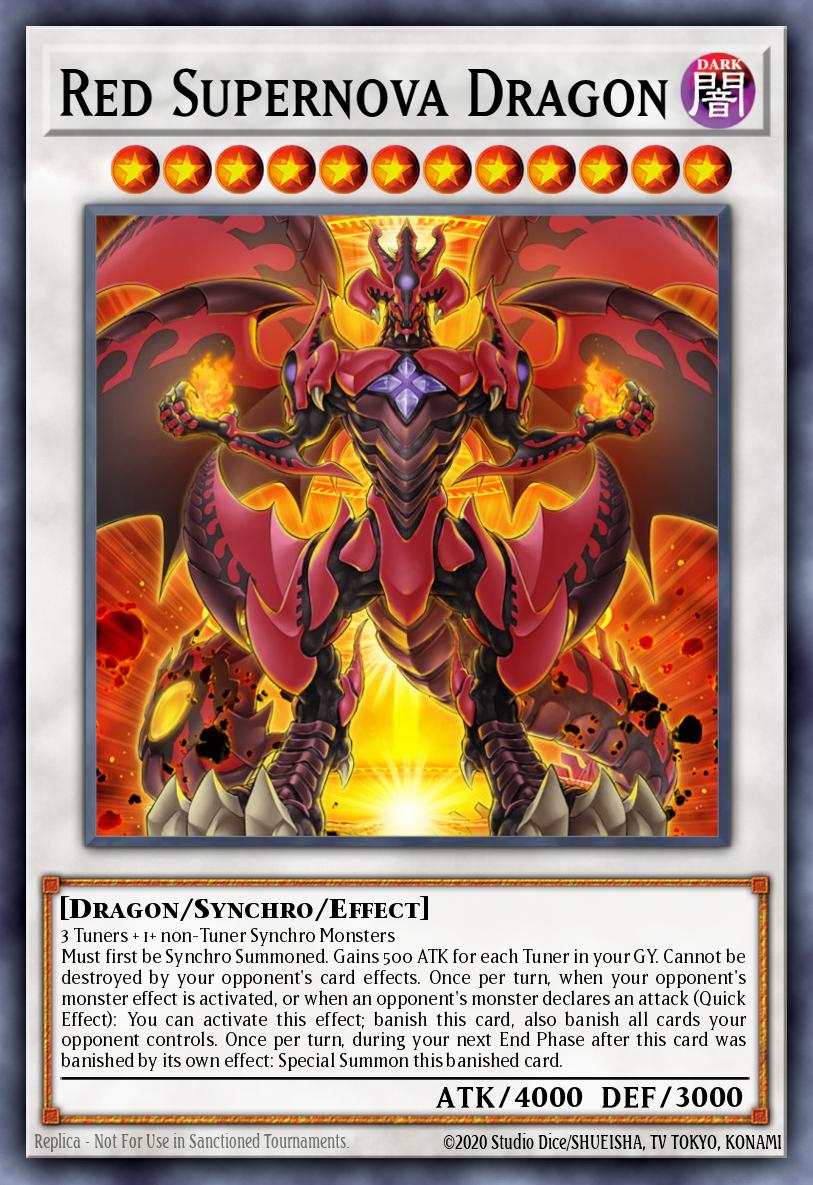 Red Supernova Dragon
DARK
闇
[Dragon/Synchro/Effect]
3 Tuners + 1+ non-Tuner Synchro Monsters
Must first be Synchro Summoned. Gains 500 ATK for each Tuner in your GY. Cannot be
destroyed by your opponent's card effects. Once per turn, when your opponent's
monster effect is activated, or when an opponent's monster declares an attack (Quick
Effect): You can activate this effect; banish this card, also banish all cards your
opponent controls. Once per turn, during your next End Phase after this card was
banished by its own effect: Special Summon this banished card.
ATK/4000 DEF/3000
Replica - Not For Use in Sanctioned Tournaments.
©2020 Studio Dice/SHUEISHA, TV TOKYO, KONAMI